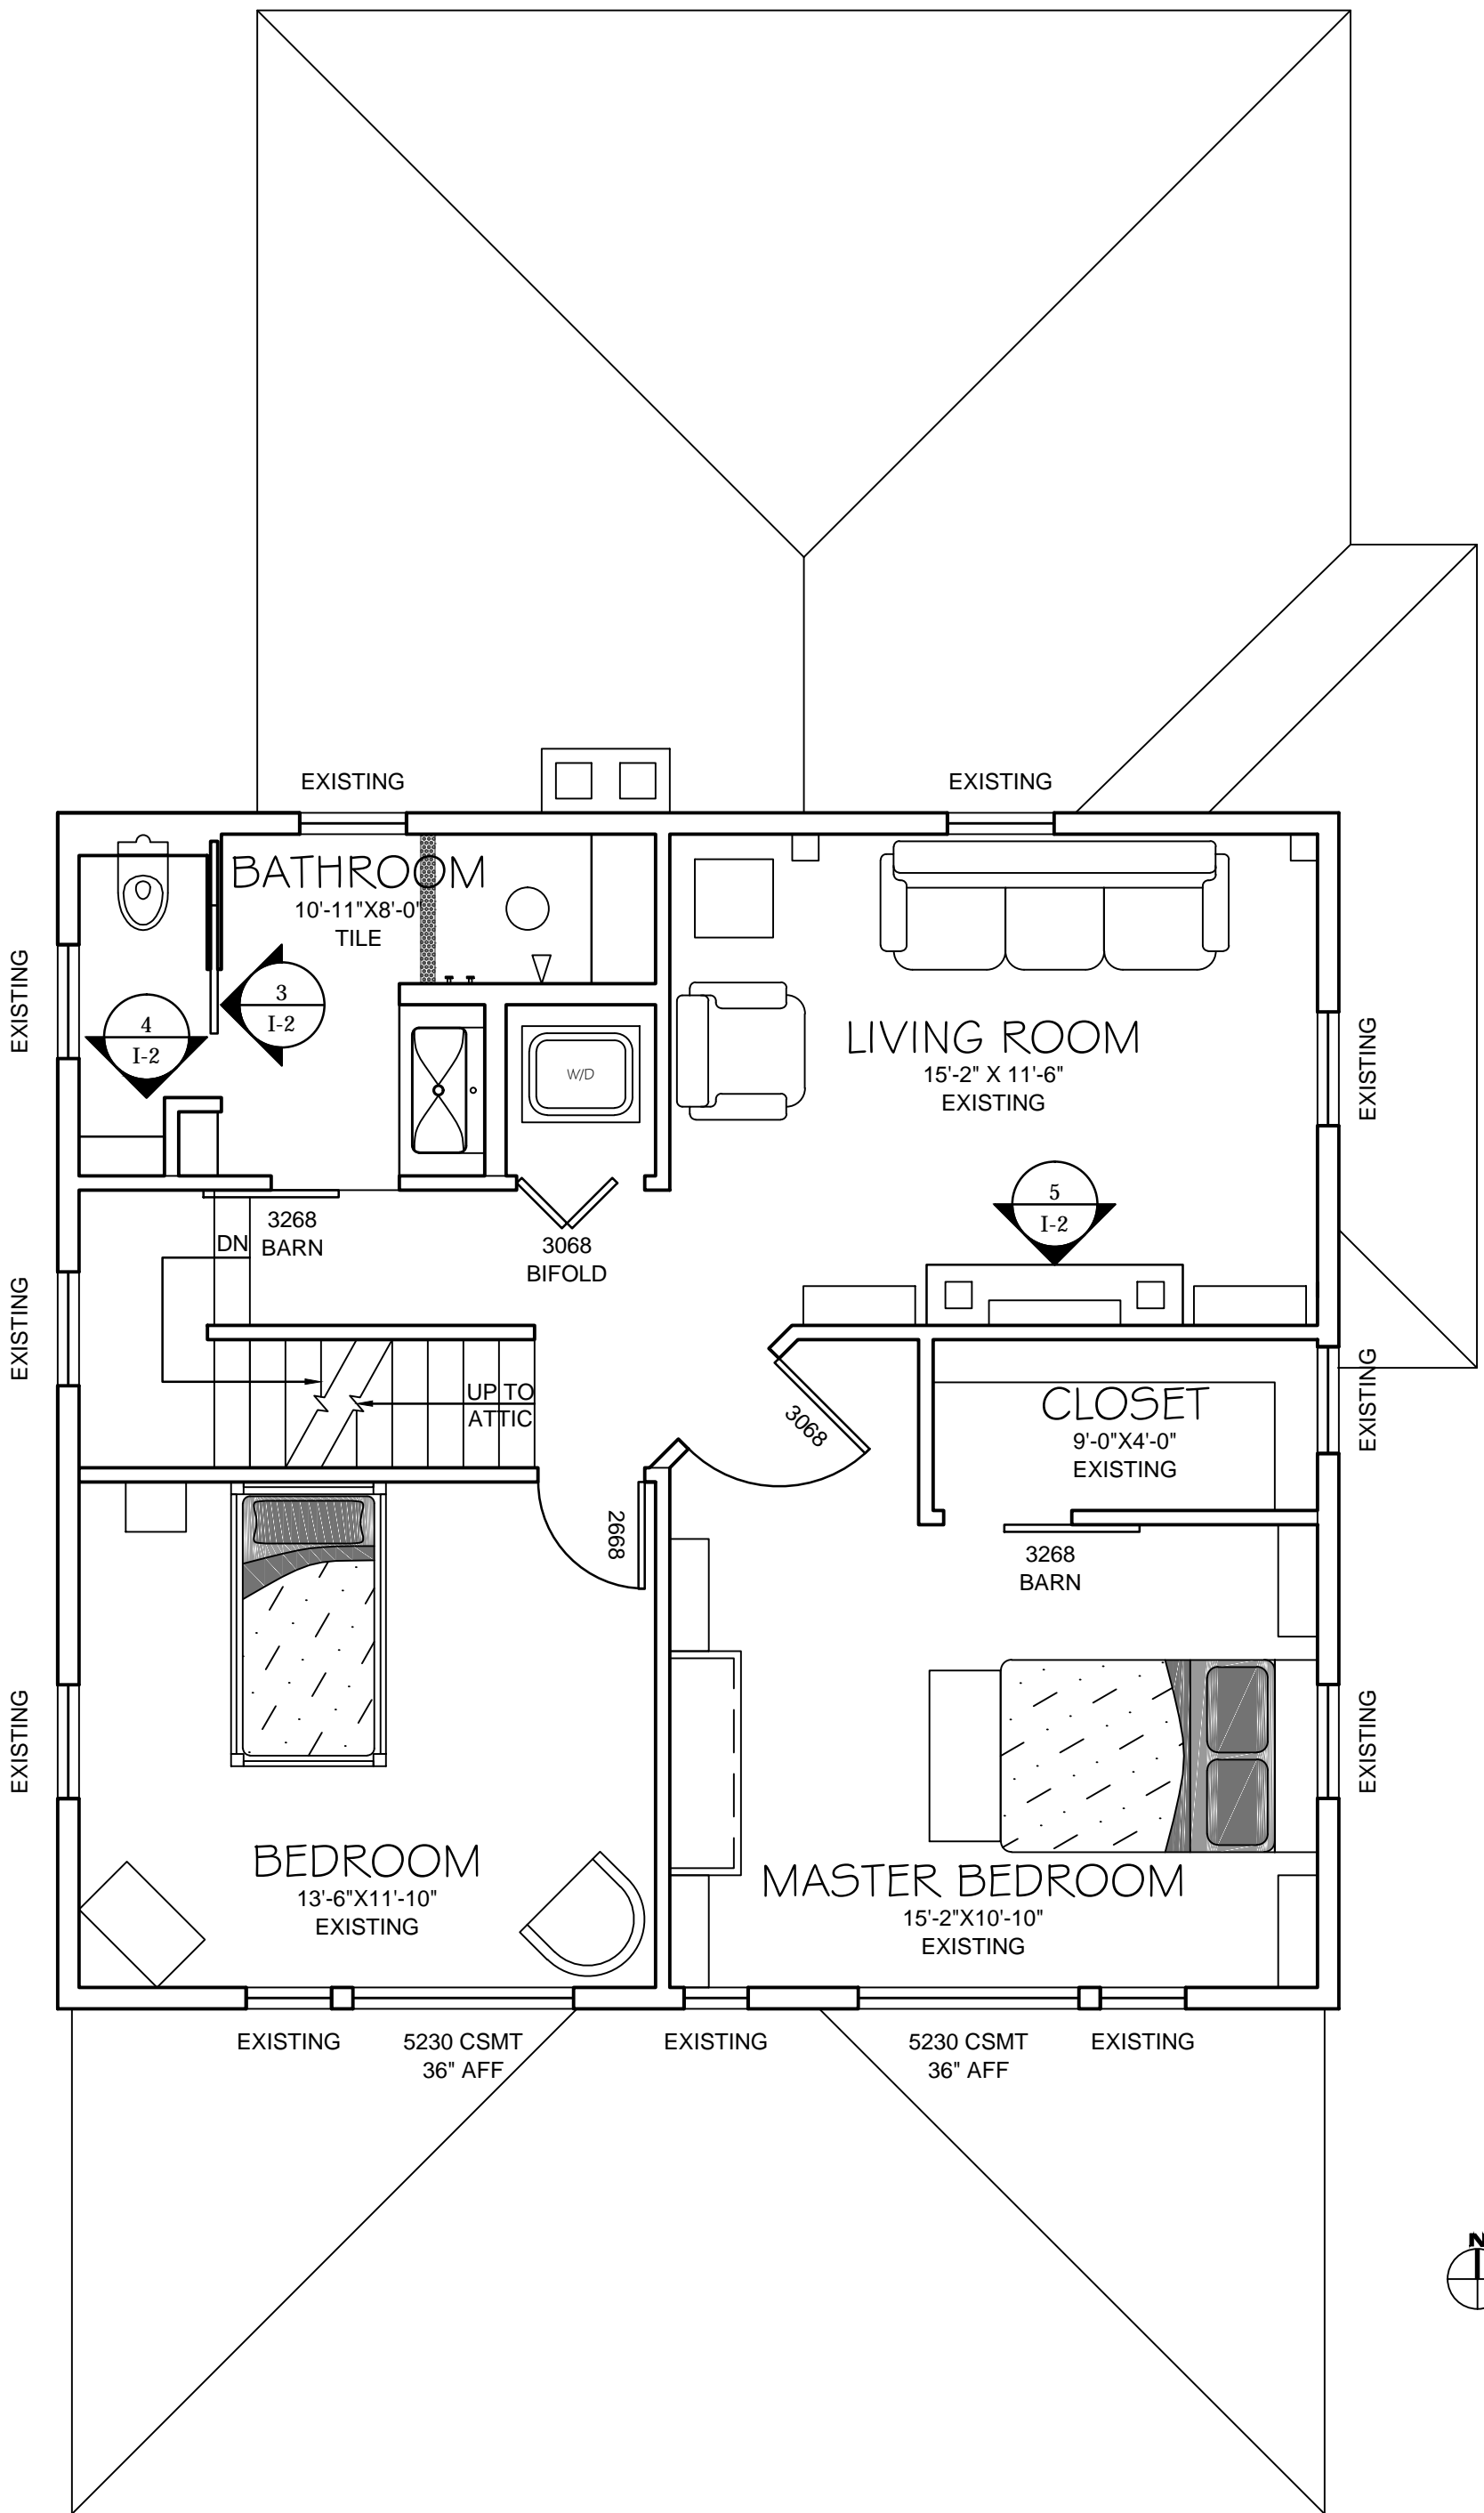 EXISTING
EXISTING
BATHROOM
10'-11"X8'-0"
TILE
EXISTING
3
I-2
4
I-2
W/D
LIVING ROOM
15'-2" X 11'-6"
EXISTING
EXISTING
5
I-2
3268
BARN
DN
3068
BIFOLD
EXISTING
UP TO
ATTIC
3068
CLOSET
9'-0"X4'-0"
EXISTING
EXISTING
2668
3268
BARN
EXISTING
EXISTING
BEDROOM
13'-6"X11'-10"
EXISTING
MASTER BEDROOM
15'-2"X10'-10"
EXISTING
EXISTING
5230 CSMT
36" AFF
EXISTING
5230 CSMT
36" AFF
EXISTING
N